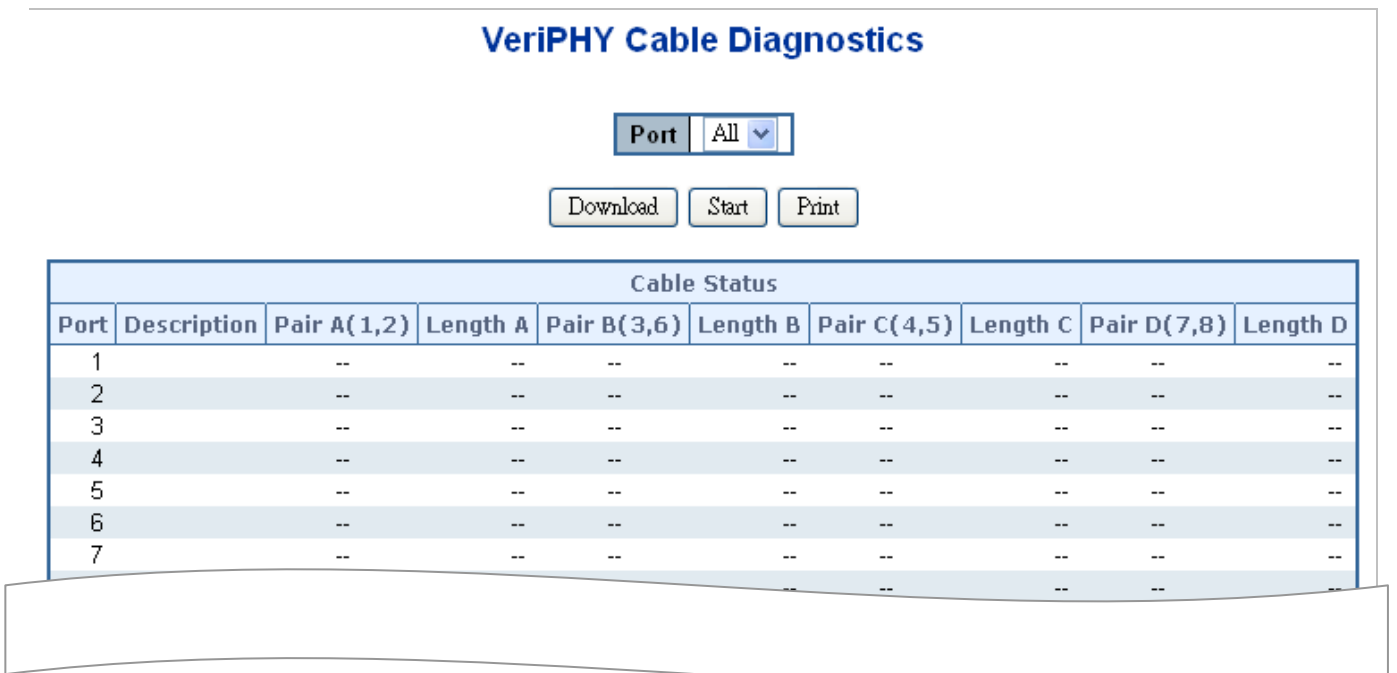 VeriPHY Cable Diagnostics
Port All
Download Start Print
Cable Status
Port Description Pair A(1,2) Length A Pair B(3,6) Length B Pair C(4,5) Length C Pair D(7,8) Length D
1 -- -- -- -- -- -- -- --
2 -- -- -- -- -- -- -- --
3 -- -- -- -- -- -- -- --
4 -- -- -- -- -- -- -- --
5 -- -- -- -- -- -- -- --
6 -- -- -- -- -- -- -- --
7 -- -- -- -- -- -- -- --
-- -- -- -- --